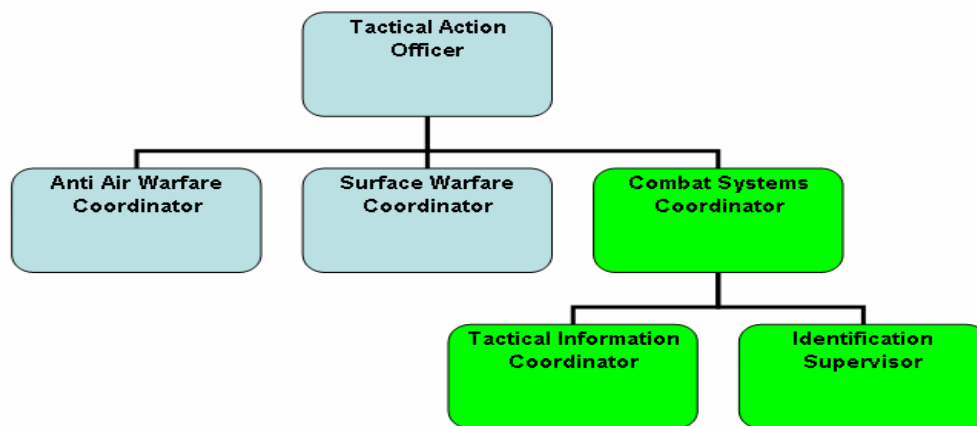 Tactical Action
Officer
Anti Air Warfare
Coordinator
Surface Warfare
Coordinator
Combat Systems
Coordinator
Tactical Information
Coordinator
Identification
Supervisor